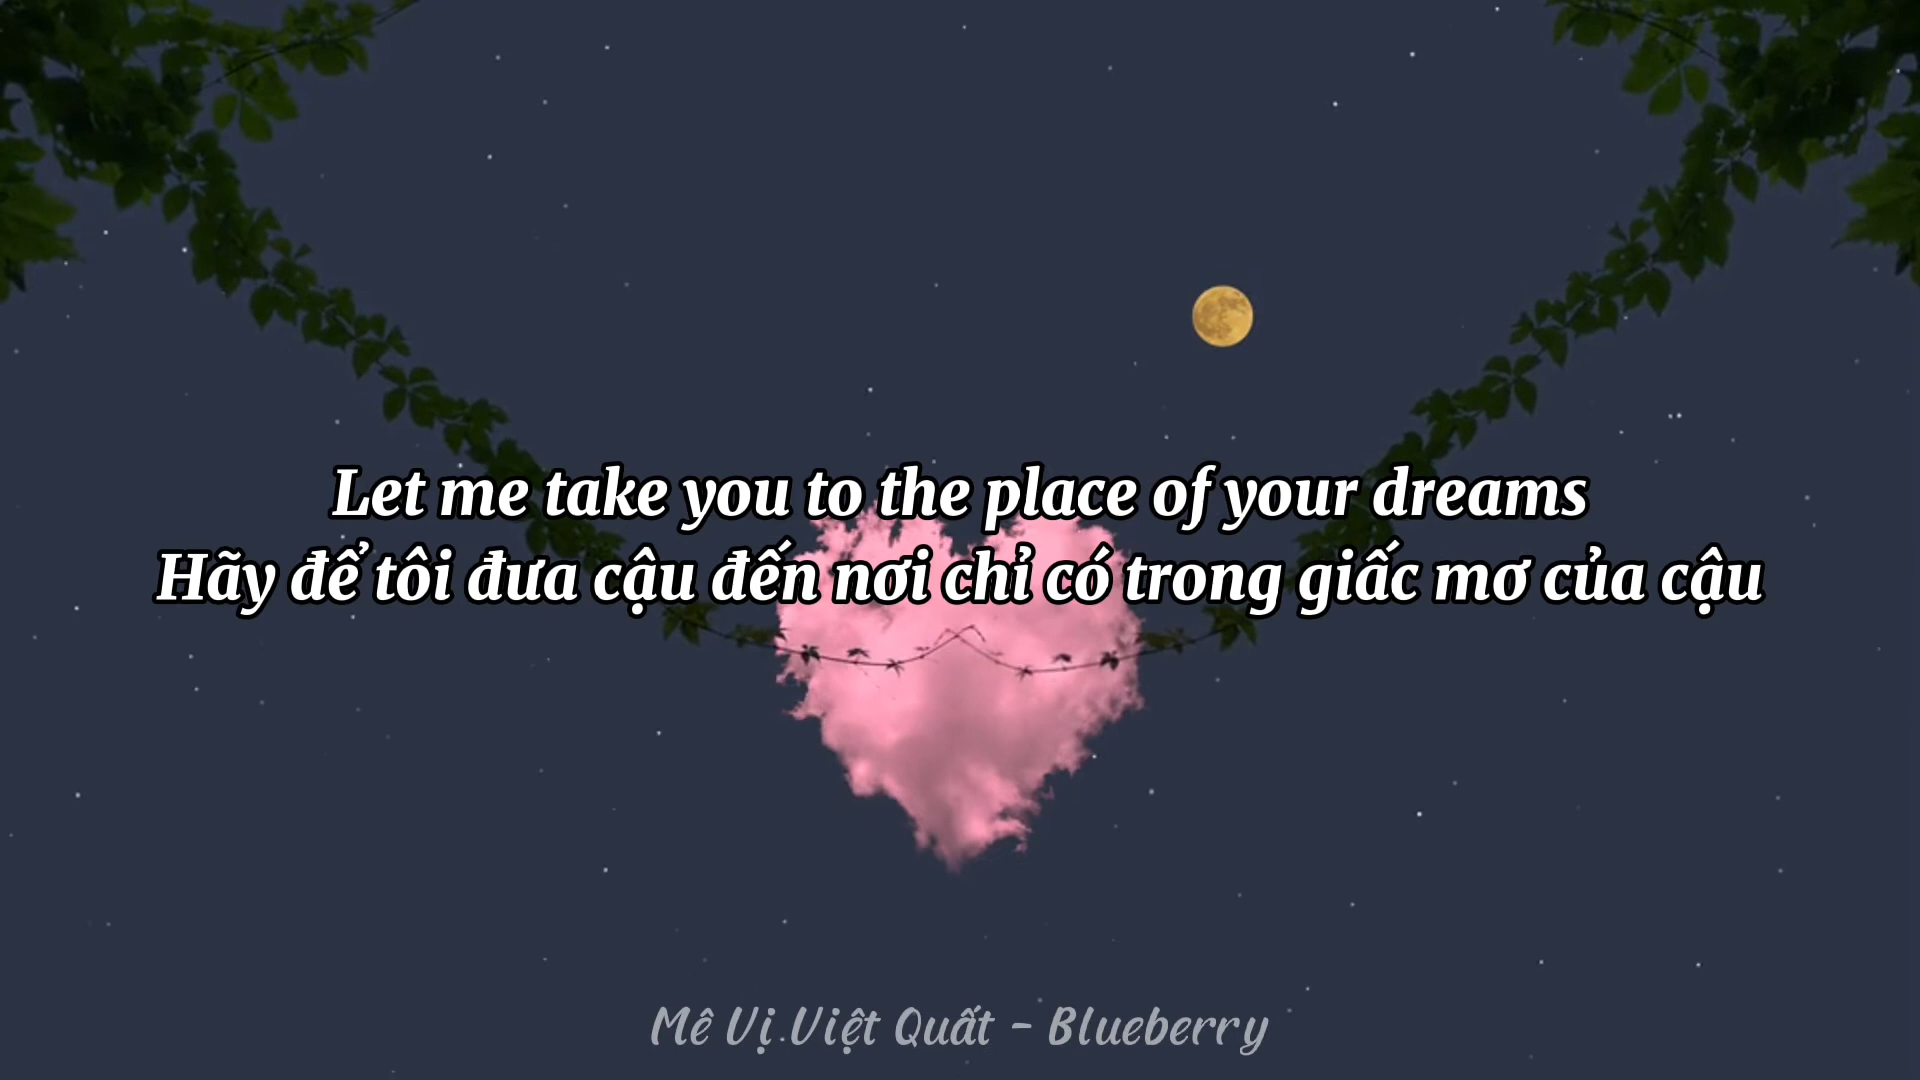 Let me take you to the place of your dreams
Hãy để tôi đưa cậu đến nơi chỉ có trong giấc mơ của cậu
Mê Vị Việt Quất - Blueberry